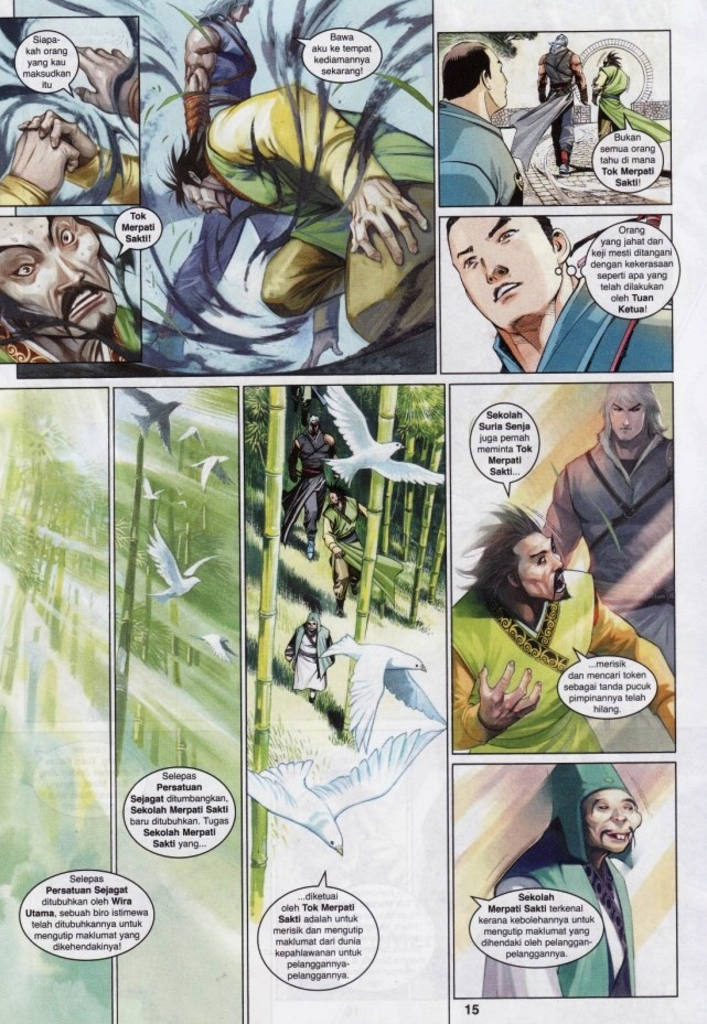 Siapa-
kah orang
yang kau
maksudkan
itu
Bawa
aku ke tempat
kediamannya
sekarang!
Tok
Merpati
Sakti!
Bukan
semua orang
tahu di mana
Tok Merpati
Sakti!
Orang
yang jahat dan
keji mesti ditangani
dengan kekerasaan
seperti apa yang
telah dilakukan
oleh Tuan
Ketua!
Selepas
Persatuan Sejagat
ditubuhkan oleh Wira
Utama, sebuah biro istimewa
telah ditubuhkannya untuk
mengutip maklumat yang
dikehendakinya!
Selepas
Persatuan
Sejagat ditumbangkan,
Sekolah Merpati Sakti
baru ditubuhkan. Tugas
Sekolah Merpati
Sakti yang...
...diketuai
oleh Tok Merpati
Sakti adalah untuk
merisik dan mengutip
maklumat dari dunia
kepahlawanan untuk
pelanggannya-
pelanggannya.
Sekolah
Suria Senja
juga pernah
meminta Tok
Merpati
Sakti...
...merisik
dan mencari token
sebagai tanda pucuk
pimpinannya telah
hilang.
Sekolah
Merpati Sakti terkenal
kerana kebolehannya untuk
mengutip maklumat yang
dihendaki oleh pelanggan-
pelanggannya.
15